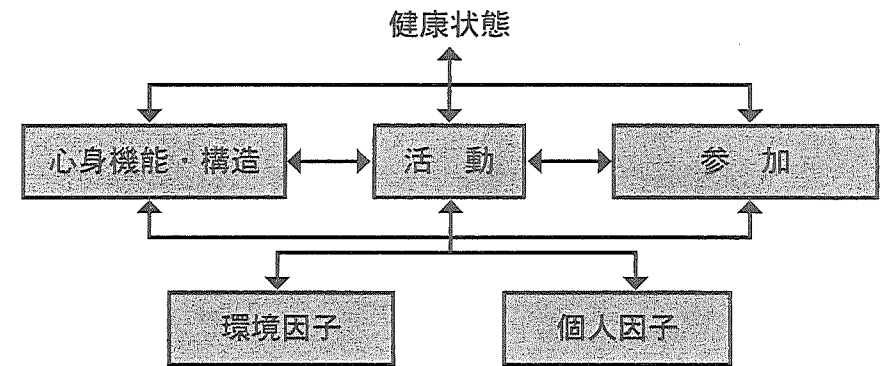 健康状態
心身機能・構造
活 動
参 加
環境因子
個人因子